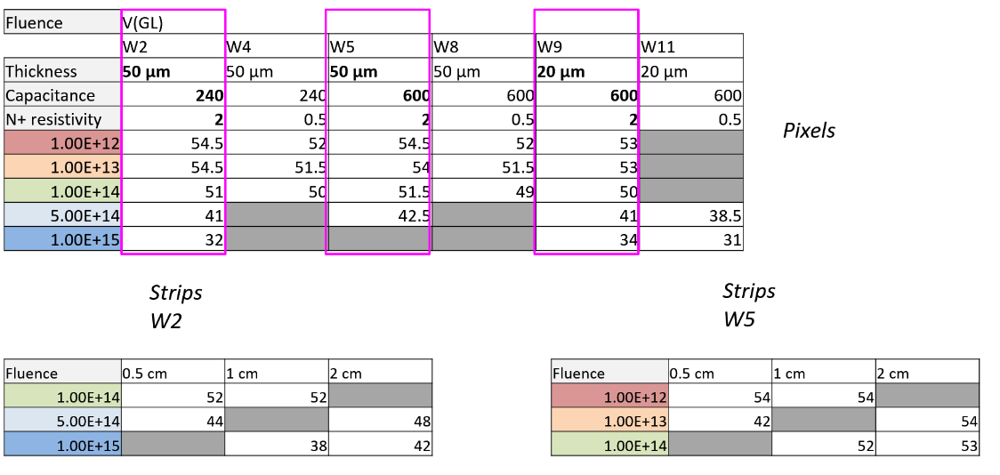 Fluence V(GL)
W2 W4 W5 W8 W9 W11
Thickness 50 µm 50 µm 50 µm 50 µm 20 µm 20 µm
Capacitance 240 240 600 600 600 600
N+ resistivity 2 0.5 2 0.5 2 0.5
Pixels
1.00E+12 54.5 52 54.5 52 53
1.00E+13 54.5 51.5 54 51.5 53
1.00E+14 51 50 51.5 49 50
5.00E+14 41 42.5 41 38.5
1.00E+15 32 34 31
Strips
W2
Strips
W5
Fluence 0.5 cm 1 cm 2 cm
1.00E+14 52 52
5.00E+14 44 48
1.00E+15 38 42
Fluence 0.5 cm 1 cm 2 cm
1.00E+12 54 54
1.00E+13 42 54
1.00E+14 52 53